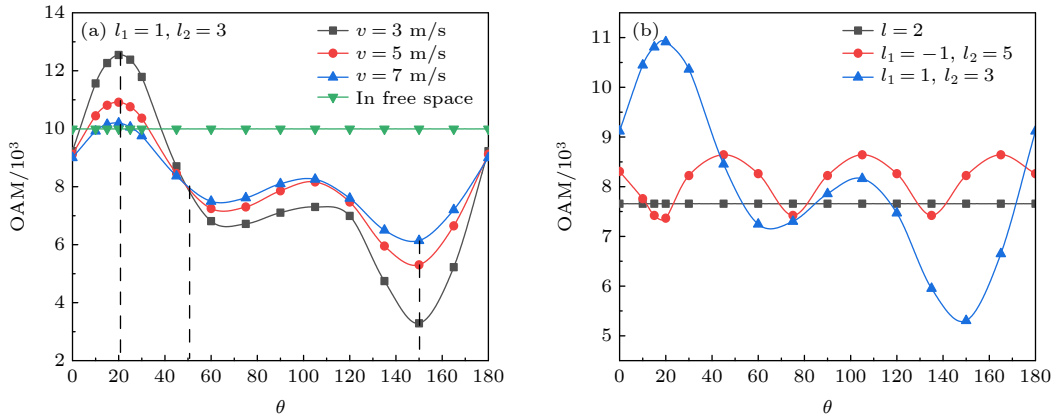 (a) l₁ = 1, l₂ = 3
v = 3 m/s
v = 5 m/s
v = 7 m/s
In free space
OAM/10³
14
12
10
8
6
4
2
0 20 40 60 80 100 120 140 160 180
θ
(b)
l = 2
l₁ = −1, l₂ = 5
l₁ = 1, l₂ = 3
OAM/10³
11
10
9
8
7
6
5
0 20 40 60 80 100 120 140 160 180
θ